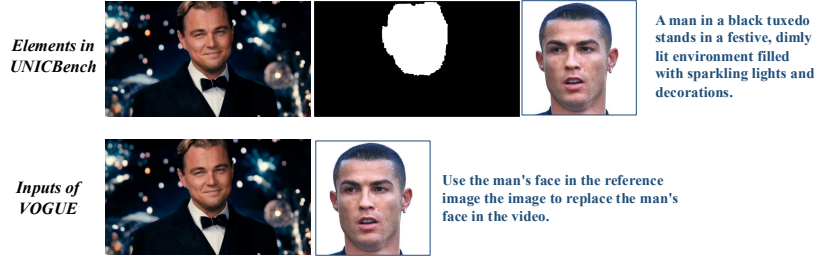 Elements in
UNICBench
A man in a black tuxedo
stands in a festive, dimly
lit environment filled
with sparkling lights and
decorations.
Inputs of
VOGUE
Use the man's face in the reference
image the image to replace the man's
face in the video.